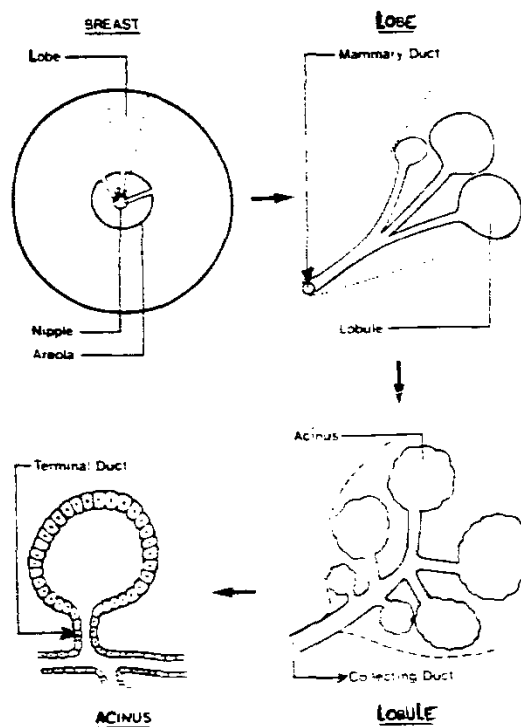 BREAST
Lobe
Nipple
Areola
LOBE
Mammary Duct
Lobule
Acinus
Collecting Duct
LOBULE
Terminal Duct
ACINUS